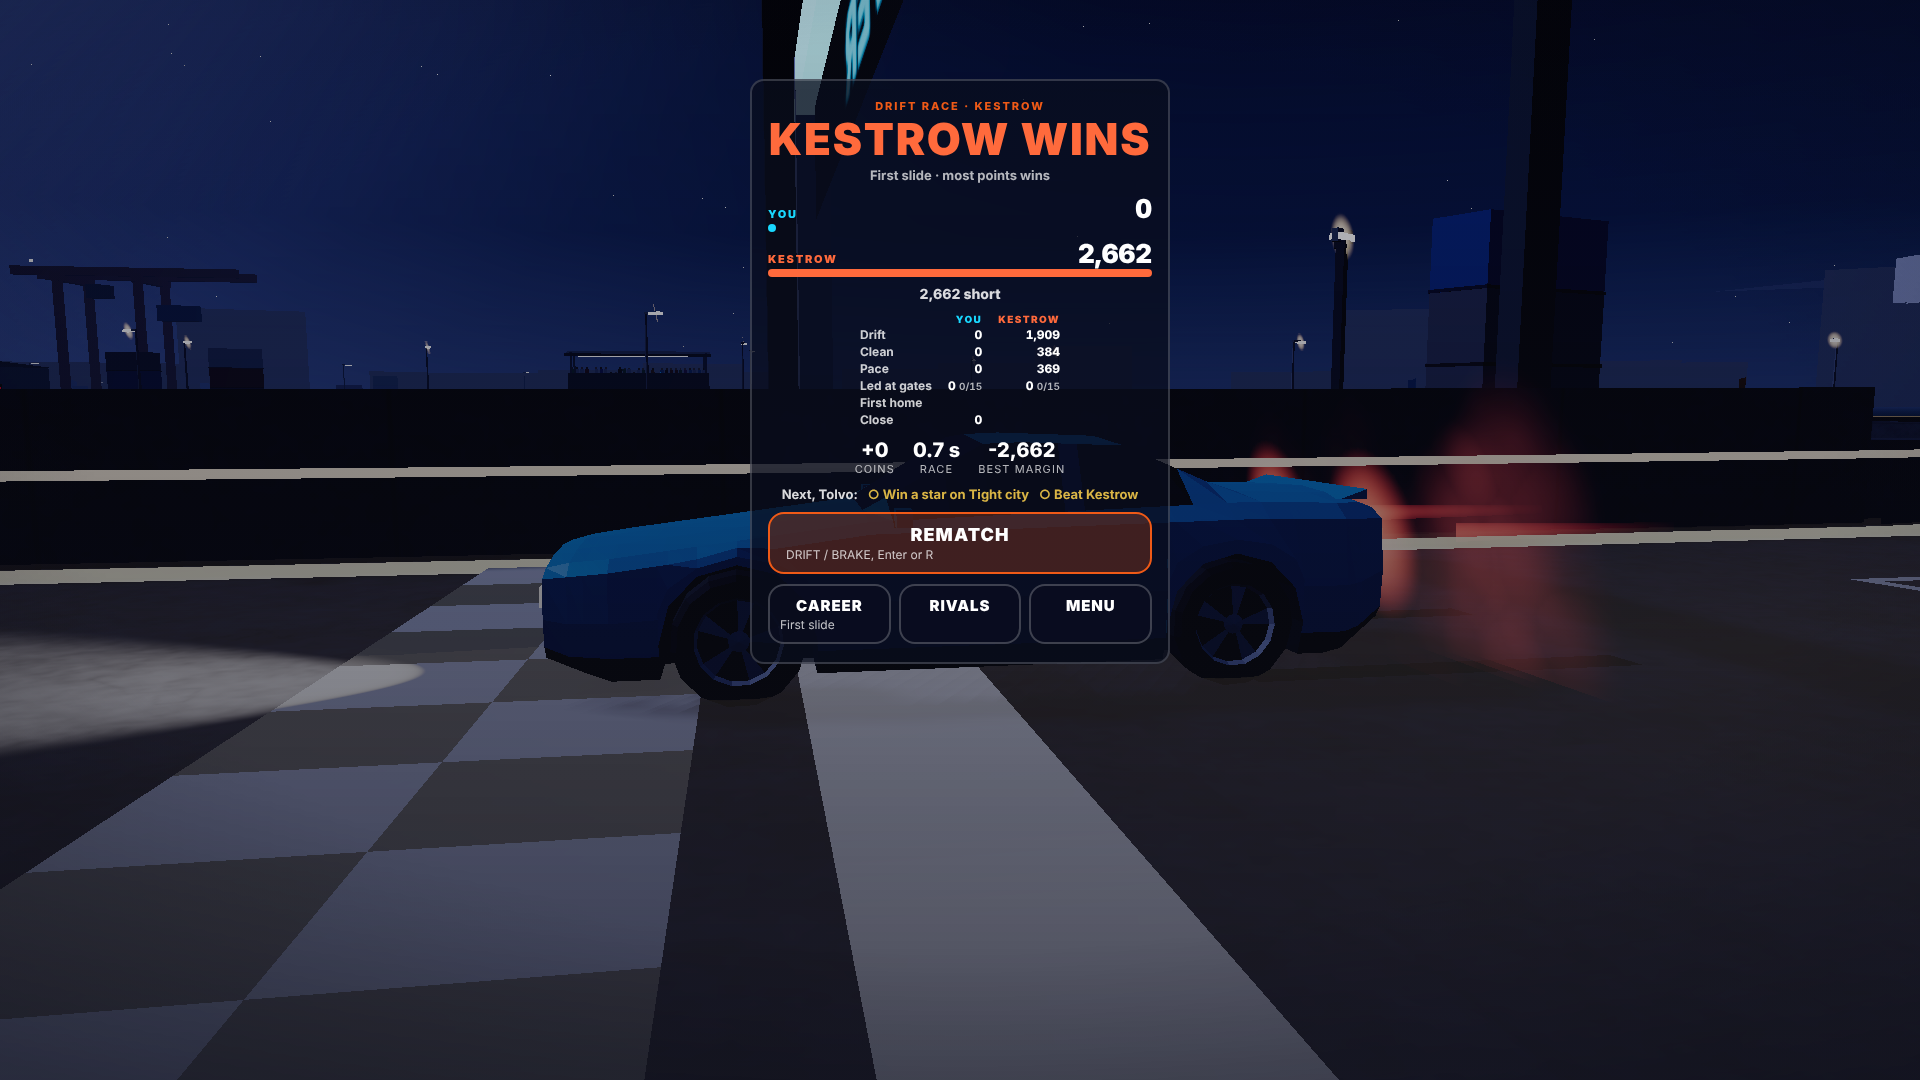 DRIFT RACE · KESTROW
KESTROW WINS
First slide · most points wins
YOU 0
KESTROW 2,662
2,662 short
YOU KESTROW
Drift 0 1,909
Clean 0 384
Pace 0 369
Led at gates 0 0/15 0 0/15
First home
Close 0
+0 0.7 s -2,662
COINS RACE BEST MARGIN
Next, Tolvo: Win a star on Tight city Beat Kestrow
REMATCH
DRIFT / BRAKE, Enter or R
CAREER RIVALS MENU
First slide